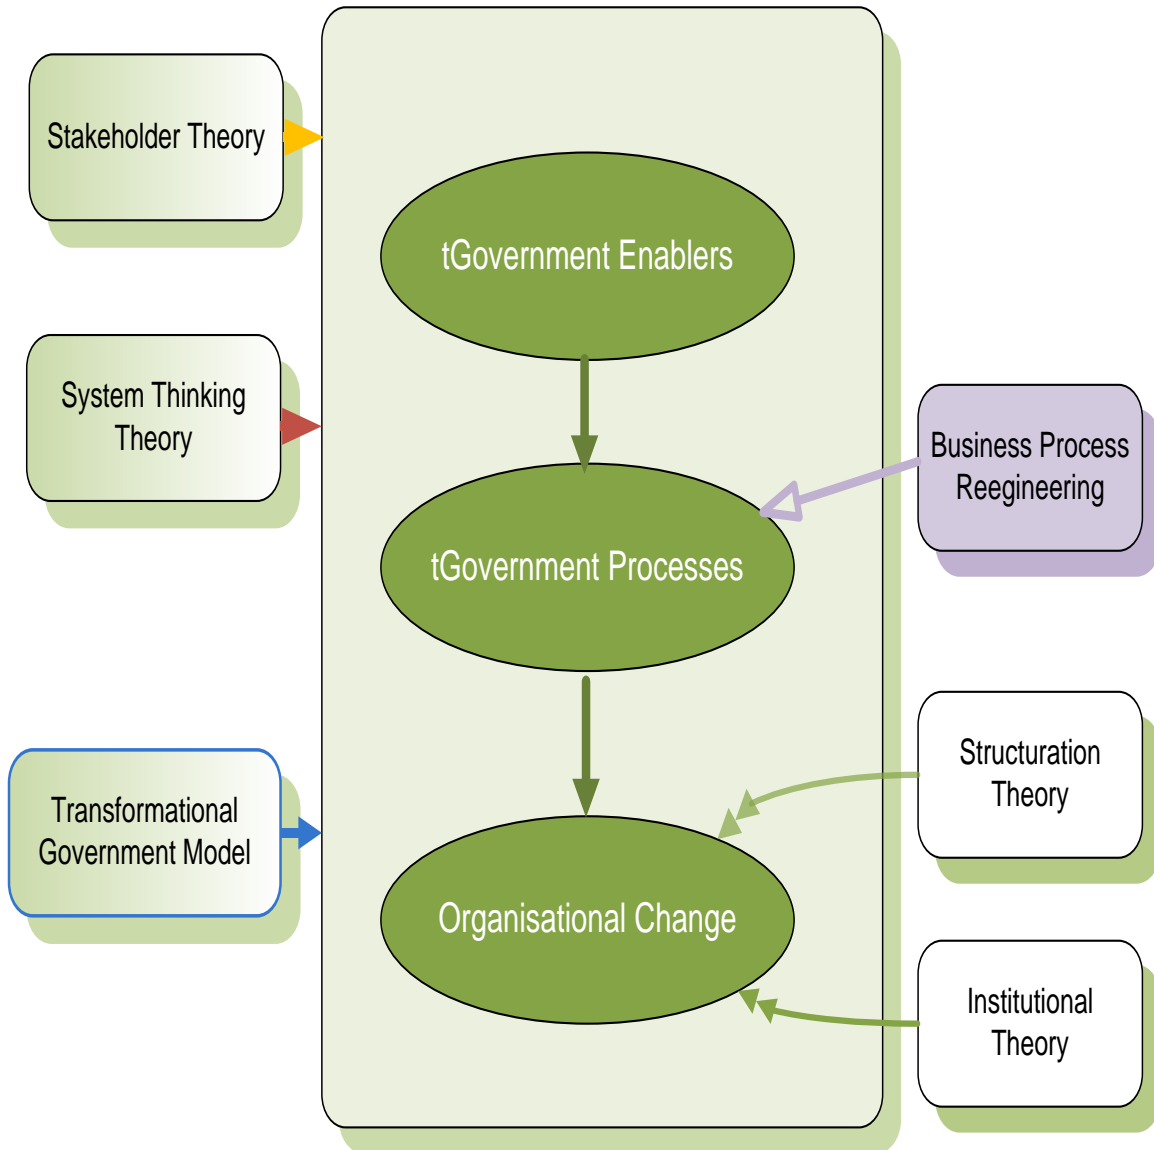 Stakeholder Theory
System Thinking
Theory
Transformational
Government Model
tGovernment Enablers
tGovernment Processes
Organisational Change
Business Process
Reegineering
Structuration
Theory
Institutional
Theory